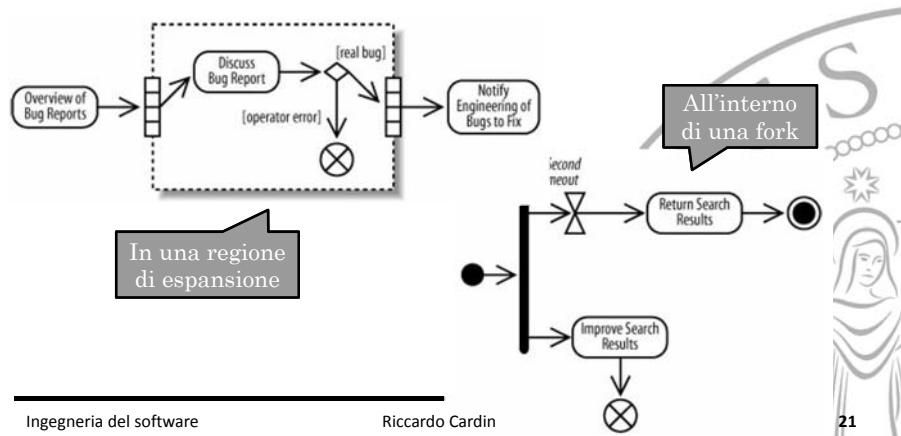 [real bug]
Discuss
Bug Report
Overview of
Bug Reports
[operator error]
Notify
Engineering of
Bugs to Fix
In una regione
di espansione
All'interno
di una fork
Return Search
Results
Improve Search
Results
S
Ingegneria del software
Riccardo Cardin
21